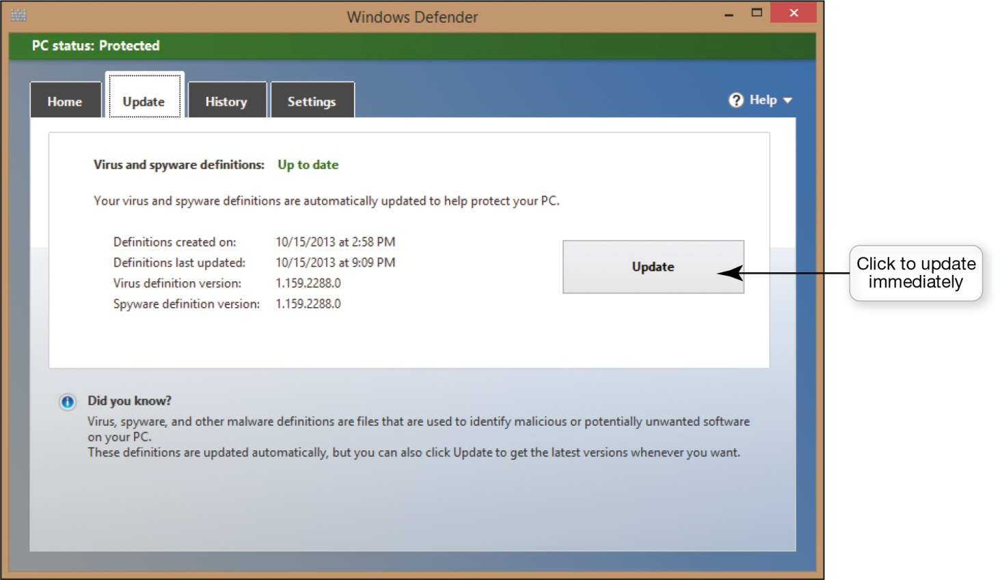 Windows Defender
PC status: Protected
Home
Update
History
Settings
Help
Virus and spyware definitions: Up to date
Your virus and spyware definitions are automatically updated to help protect your PC.
Definitions created on: 10/15/2013 at 2:58 PM
Definitions last updated: 10/15/2013 at 9:09 PM
Virus definition version: 1.159.2288.0
Spyware definition version: 1.159.2288.0
Update
Click to update
immediately
Did you know?
Virus, spyware, and other malware definitions are files that are used to identify malicious or potentially unwanted software
on your PC.
These definitions are updated automatically, but you can also click Update to get the latest versions whenever you want.